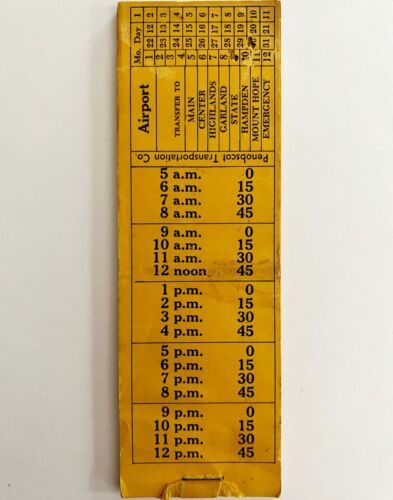 Mo. Day 1
1 22 12 2
2 23 13 3
3 24 14 4
5 25 15 5
6 26 16 6
7 27 17 7
8 28 18 8
29 19 9
10 20 10
11
12 31 21 11
Airport
TRANSFER TO
MAIN
CENTER
HIGHLANDS
GARLAND
STATE
HAMPDEN
MOUNT HOPE
EMERGENCY
Penobscot Transportation Co.
5 a.m. 0
6 a.m. 15
7 a.m. 30
8 a.m. 45
9 a.m. 0
10 a.m. 15
11 a.m. 30
12 noon 45
1 p.m. 0
2 p.m. 15
3 p.m. 30
4 p.m. 45
5 p.m. 0
6 p.m. 15
7 p.m. 30
8 p.m. 45
9 p.m. 0
10 p.m. 15
11 p.m. 30
12 p.m. 45